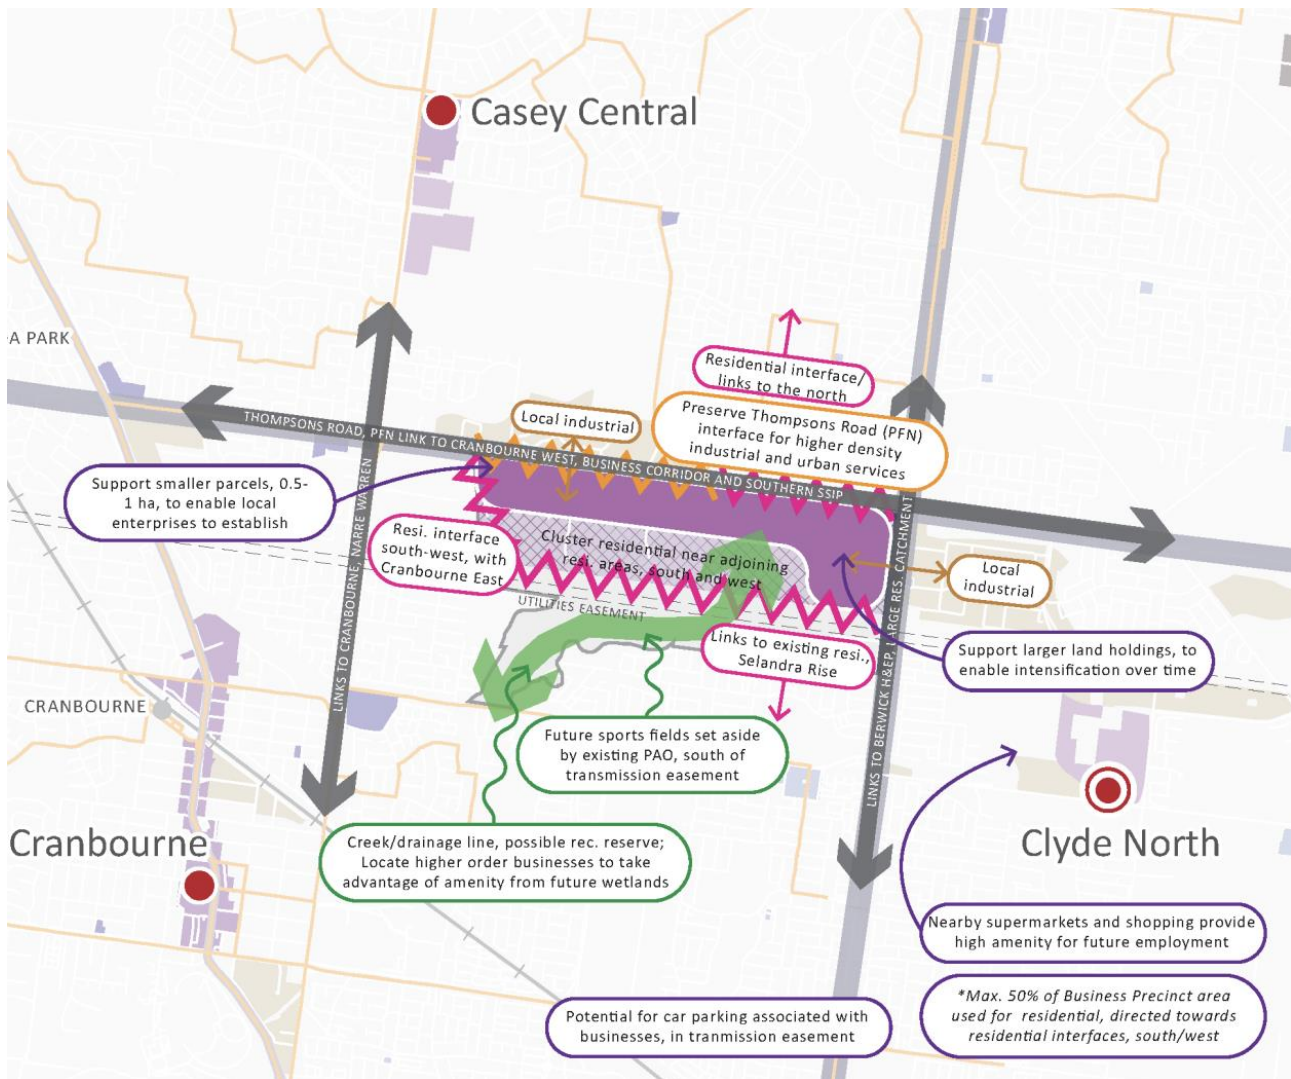 Casey Central
A PARK
Residential interface/
links to the north
Local industrial
Preserve Thompsons Road (PFN)
interface for higher density
industrial and urban services
THOMPSONS ROAD, PFN LINK TO CRANBOURNE WEST, BUSINESS CORRIDOR AND SOUTHERN SSIP
Support smaller parcels, 0.5-
1 ha, to enable local
enterprises to establish
LINKS TO CRANBOURNE, NARRE WARREN
Resi. interface
south-west, with
Cranbourne East
Cluster residential near adjoining
resi. areas, south and west
Local
industrial
LINKS TO BERWICK H&EP, LARGE RES. CATCHMENT
UTILITIES EASEMENT
Links to existing resi.,
Selandra Rise
Support larger land holdings, to
enable intensification over time
CRANBOURNE
Future sports fields set aside
by existing PAO, south of
transmission easement
Cranbourne
Creek/drainage line, possible rec. reserve;
Locate higher order businesses to take
advantage of amenity from future wetlands
Clyde North
Nearby supermarkets and shopping provide
high amenity for future employment
Potential for car parking associated with
businesses, in tranmission easement
*Max. 50% of Business Precinct area
used for residential, directed towards
residential interfaces, south/west